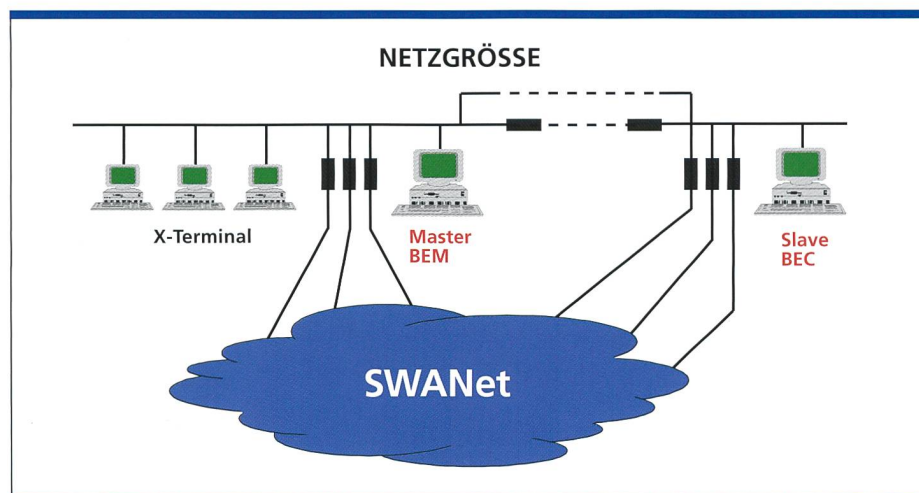 NETZGRÖSSE
X-Terminal
Master
BEM
Slave
BEC
SWANet